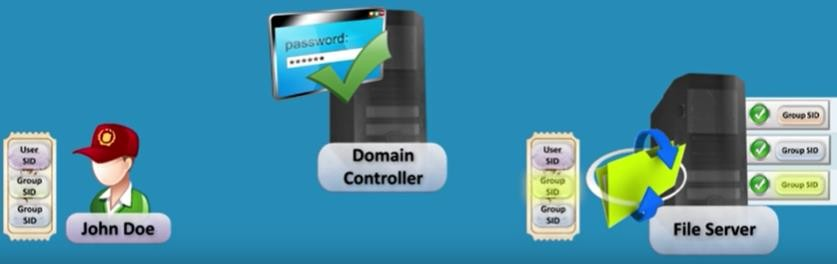 password:
******
Domain
Controller
User
SID
Group
SID
Group
SID
John Doe
User
SID
Group
SID
Group
SID
File Server
Group SID
Group SID
Group SID